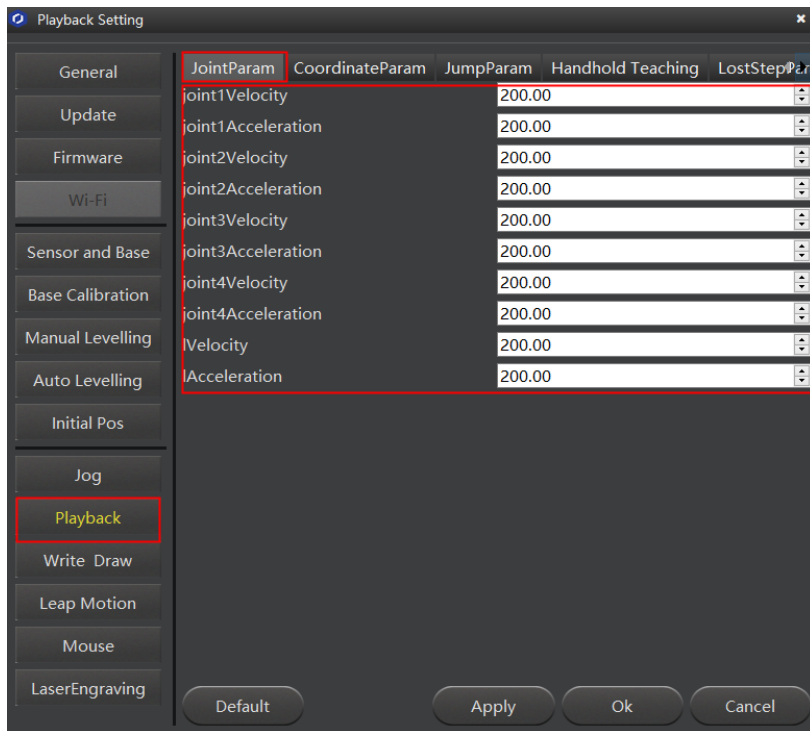 Playback Setting
General
Update
Firmware
Wi-Fi
Sensor and Base
Base Calibration
Manual Levelling
Auto Levelling
Initial Pos
Jog
Playback
Write Draw
Leap Motion
Mouse
LaserEngraving
JointParam CoordinateParam JumpParam Handhold Teaching LostStepPar
joint1Velocity 200.00
joint1Acceleration 200.00
joint2Velocity 200.00
joint2Acceleration 200.00
joint3Velocity 200.00
joint3Acceleration 200.00
joint4Velocity 200.00
joint4Acceleration 200.00
lVelocity 200.00
lAcceleration 200.00
Default Apply Ok Cancel